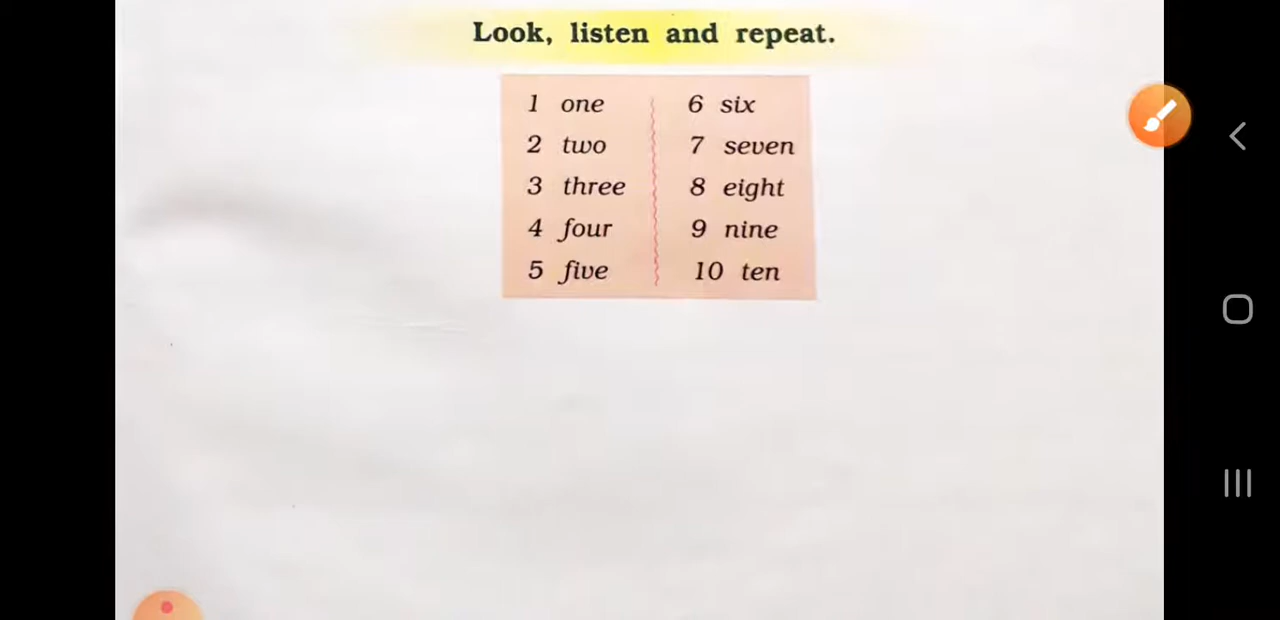 Look, listen and repeat.
1 one
2 two
3 three
4 four
5 five
6 six
7 seven
8 eight
9 nine
10 ten